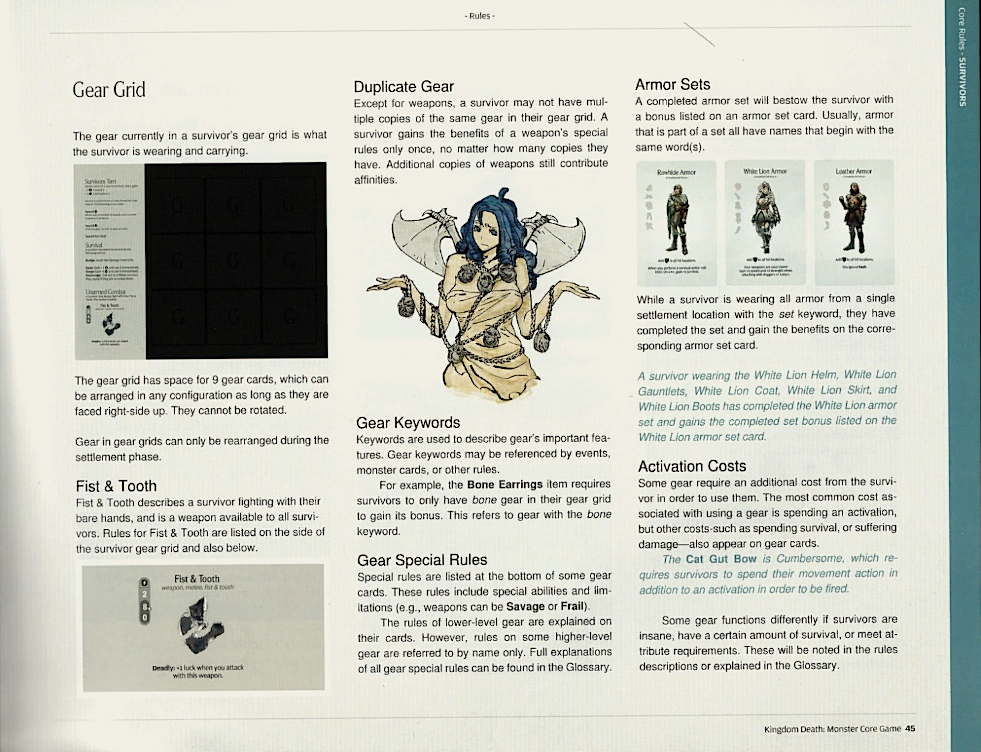 - Rules -
Core Rules - SURVIVORS
Gear Grid
The gear currently in a survivor's gear grid is what
the survivor is wearing and carrying.
Survivors Turn
Survival
Unarmed Combat
Fist & Tooth
The gear grid has space for 9 gear cards, which can
be arranged in any configuration as long as they are
faced right-side up. They cannot be rotated.
Gear in gear grids can only be rearranged during the
settlement phase.
Fist & Tooth
Fist & Tooth describes a survivor fighting with their
bare hands, and is a weapon available to all survi-
vors. Rules for Fist & Tooth are listed on the side of
the survivor gear grid and also below.
Fist & Tooth
weapon, melee, fist & tooth
2
8+
0
Deadly: +1 luck when you attack
with this weapon.
Duplicate Gear
Except for weapons, a survivor may not have mul-
tiple copies of the same gear in their gear grid. A
survivor gains the benefits of a weapon's special
rules only once, no matter how many copies they
have. Additional copies of weapons still contribute
affinities.
Gear Keywords
Keywords are used to describe gear's important fea-
tures. Gear keywords may be referenced by events,
monster cards, or other rules.
For example, the Bone Earrings item requires
survivors to only have bone gear in their gear grid
to gain its bonus. This refers to gear with the bone
keyword.
Gear Special Rules
Special rules are listed at the bottom of some gear
cards. These rules include special abilities and lim-
itations (e.g., weapons can be Savage or Frail).
The rules of lower-level gear are explained on
their cards. However, rules on some higher-level
gear are referred to by name only. Full explanations
of all gear special rules can be found in the Glossary.
Armor Sets
A completed armor set will bestow the survivor with
a bonus listed on an armor set card. Usually, armor
that is part of a set all have names that begin with the
same word(s).
Rawhide Armor
White Lion Armor
Leather Armor
While a survivor is wearing all armor from a single
settlement location with the set keyword, they have
completed the set and gain the benefits on the corre-
sponding armor set card.
A survivor wearing the White Lion Helm, White Lion
Gauntlets, White Lion Coat, White Lion Skirt, and
White Lion Boots has completed the White Lion armor
set and gains the completed set bonus listed on the
White Lion armor set card.
Activation Costs
Some gear require an additional cost from the survi-
vor in order to use them. The most common cost as-
sociated with using a gear is spending an activation,
but other costs-such as spending survival, or suffering
damage—also appear on gear cards.
The Cat Gut Bow is Cumbersome, which re-
quires survivors to spend their movement action in
addition to an activation in order to be fired.
Some gear functions differently if survivors are
insane, have a certain amount of survival, or meet at-
tribute requirements. These will be noted in the rules
descriptions or explained in the Glossary.
Kingdom Death: Monster Core Game 45